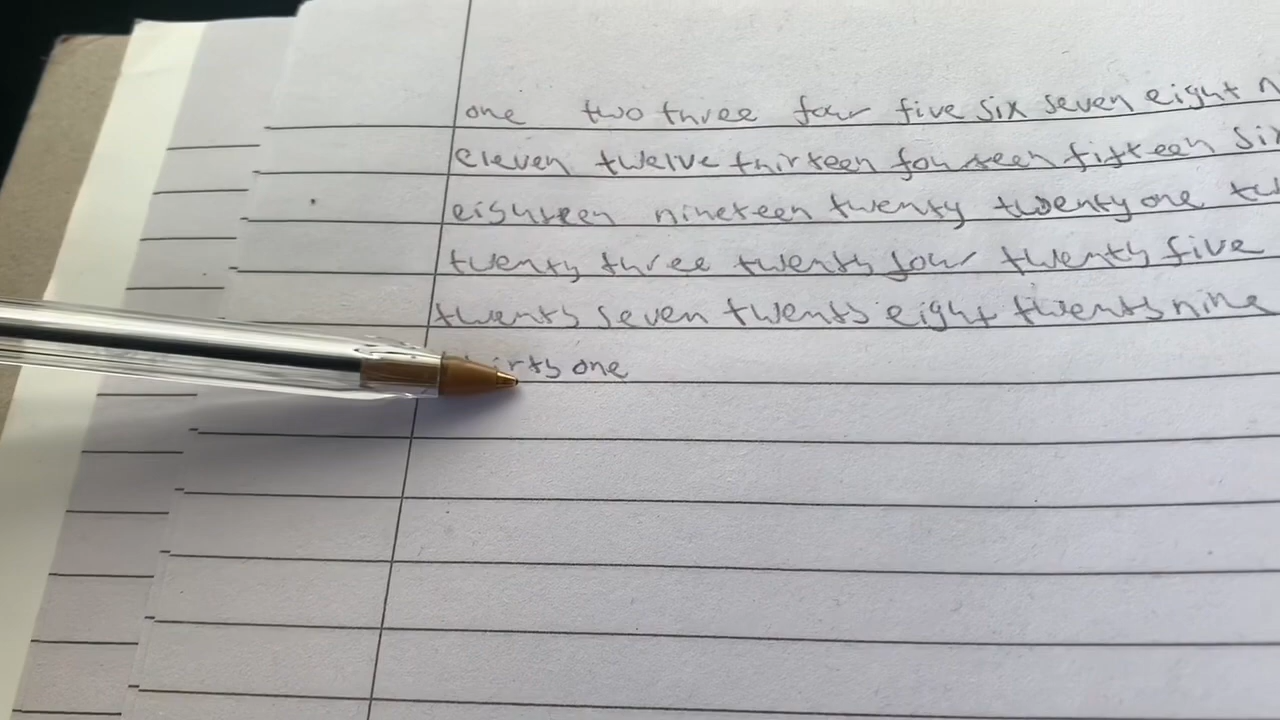 one two three four five six seven eight
eleven twelve thirteen fourteen fifteen
eighteen nineteen twenty twenty one
twenty three twenty four twenty five
twenty seven twenty eight twenty nine
one